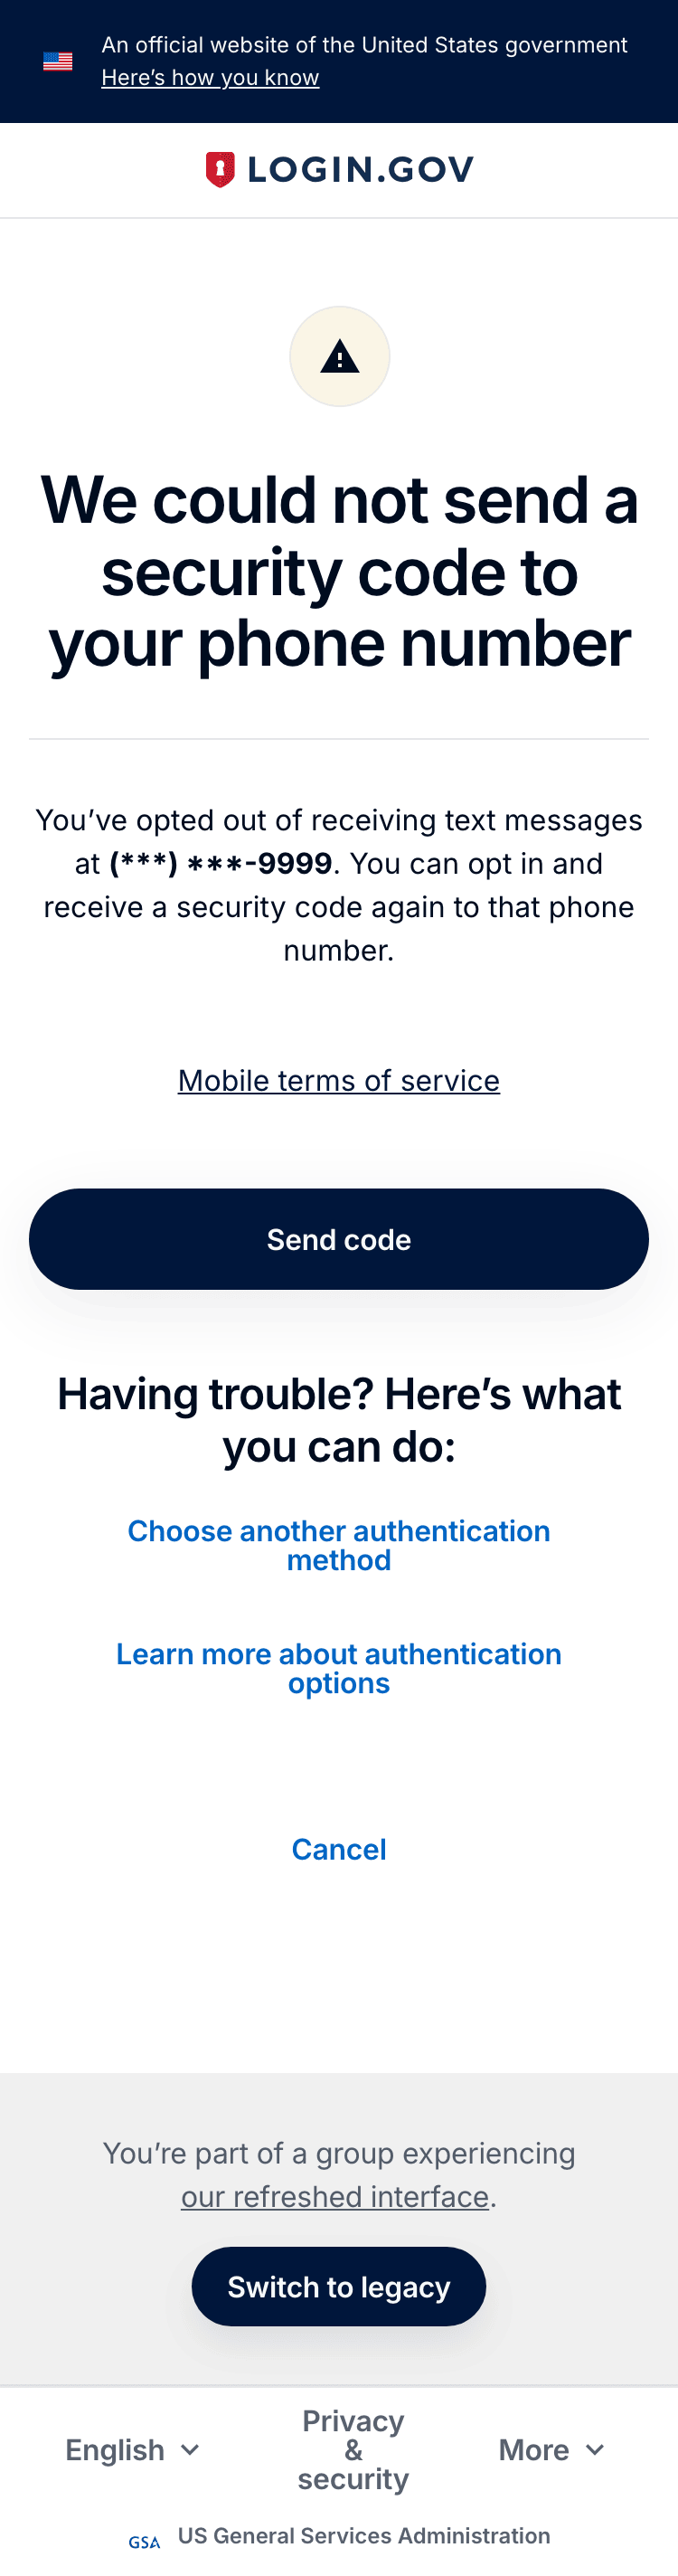 An official website of the United States government
Here’s how you know
LOGIN.GOV
We could not send a
security code to
your phone number
You’ve opted out of receiving text messages
at (***) ***-9999. You can opt in and
receive a security code again to that phone
number.
Mobile terms of service
Send code
Having trouble? Here’s what
you can do:
Choose another authentication
method
Learn more about authentication
options
Cancel
You’re part of a group experiencing
our refreshed interface.
Switch to legacy
English
Privacy
&
security
More
GSA US General Services Administration